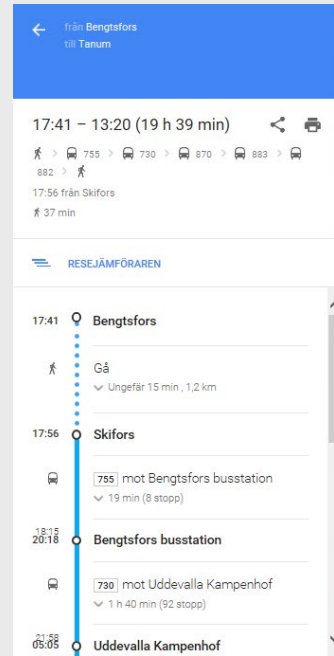 från Bengtsfors
till Tanum
17:41 – 13:20 (19 h 39 min)
755 > 730 > 870 > 883 >
882 >
17:56 från Skifors
37 min
RESEJÄMFÖRAREN
17:41 Bengtsfors
Gå
Ungefär 15 min , 1,2 km
17:56 Skifors
755 mot Bengtsfors busstation
19 min (8 stopp)
18:15
20:18 Bengtsfors busstation
730 mot Uddevalla Kampenhof
1 h 40 min (92 stopp)
21:58
05:05 Uddevalla Kampenhof